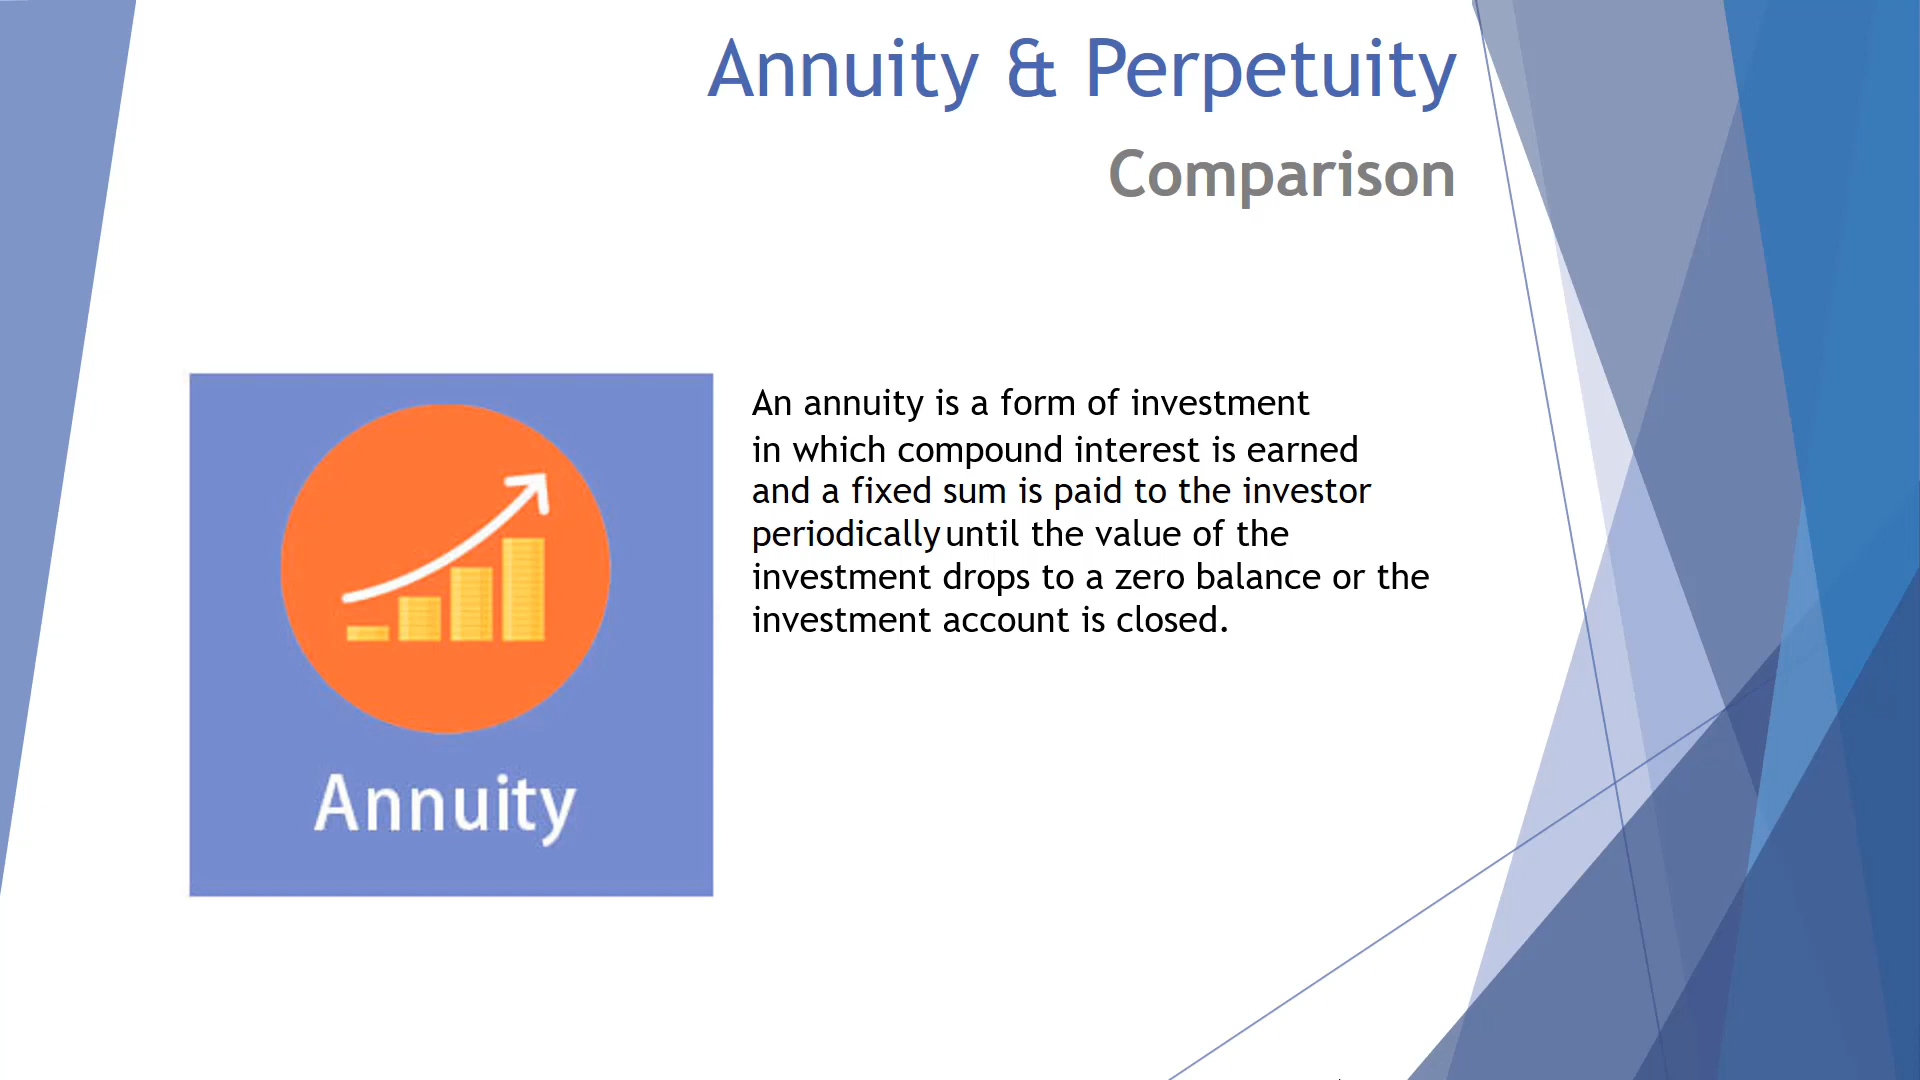 Annuity & Perpetuity
Comparison
An annuity is a form of investment
in which compound interest is earned
and a fixed sum is paid to the investor
periodically until the value of the
investment drops to a zero balance or the
investment account is closed.
Annuity